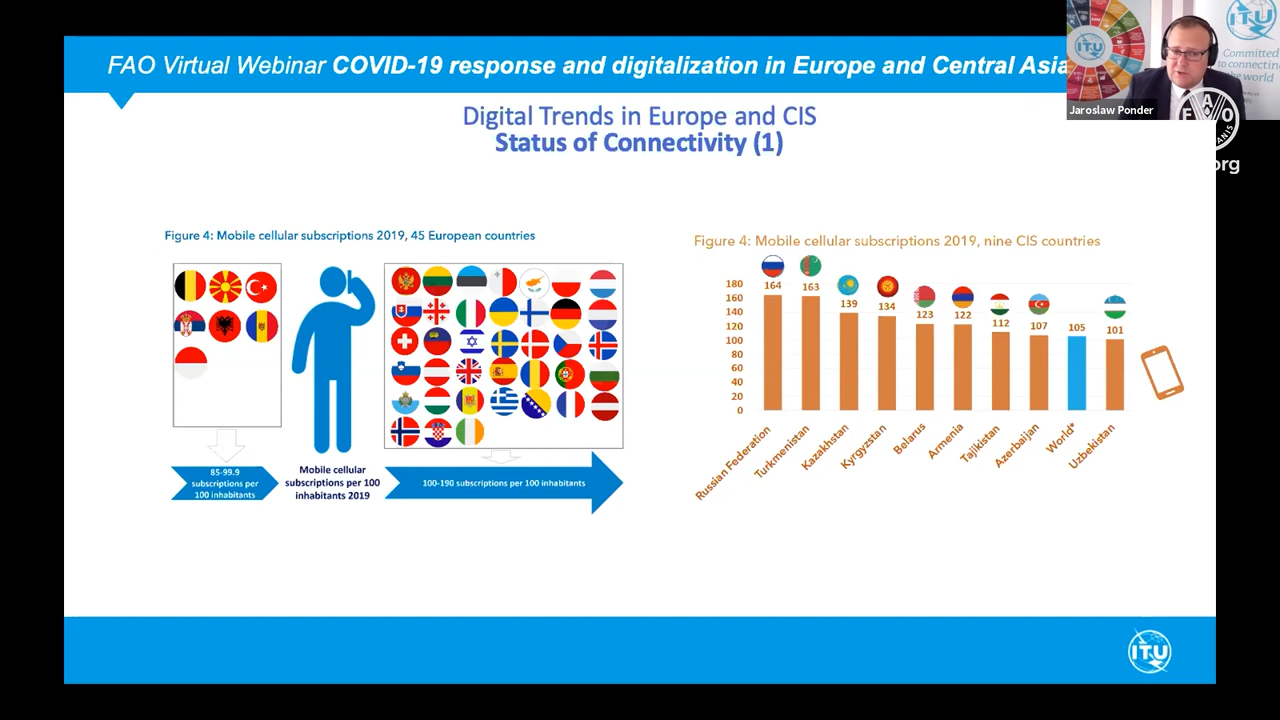 FAO Virtual Webinar COVID-19 response and digitalization in Europe and Central Asia
Jaroslaw Ponder
ITU
ITU
Committed
to connecting
the world
F A O
org
Digital Trends in Europe and CIS
Status of Connectivity (1)
Figure 4: Mobile cellular subscriptions 2019, 45 European countries
85-99.9
subscriptions per
100 inhabitants
Mobile cellular
subscriptions per 100
inhabitants 2019
100-190 subscriptions per 100 inhabitants
Figure 4: Mobile cellular subscriptions 2019, nine CIS countries
180
160
140
120
100
80
60
40
20
0
164
163
139
134
123
122
112
107
105
101
Russian Federation
Turkmenistan
Kazakhstan
Kyrgyzstan
Belarus
Armenia
Tajikistan
Azerbaijan
World*
Uzbekistan
ITU